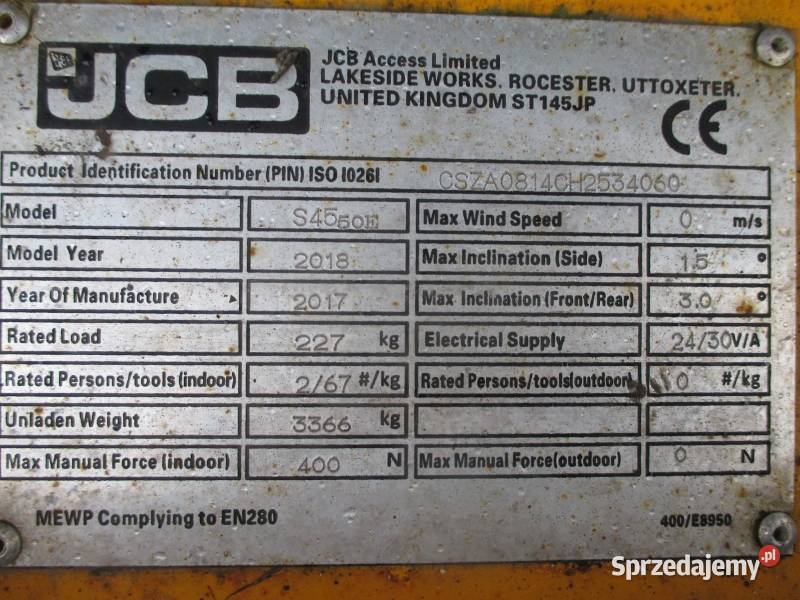 JCB
JCB Access Limited
LAKESIDE WORKS. ROCESTER. UTTOXETER.
UNITED KINGDOM ST145JP
CE
Product Identification Number (PIN) ISO 10261 CSZA0814CH2534060
Model S4550E Max Wind Speed 0 m/s
Model Year 2018 Max Inclination (Side) 1.5 °
Year Of Manufacture 2017 Max Inclination (Front/Rear) 3.0 °
Rated Load 227 kg Electrical Supply 24/30 V/A
Rated Persons/tools (indoor) 2/67 #/kg Rated Persons/tools(outdoor) 0 #/kg
Unladen Weight 3366 kg
Max Manual Force (indoor) 400 N Max Manual Force(outdoor) 0 N
MEWP Complying to EN280
400/E8950
Sprzedajemy.pl